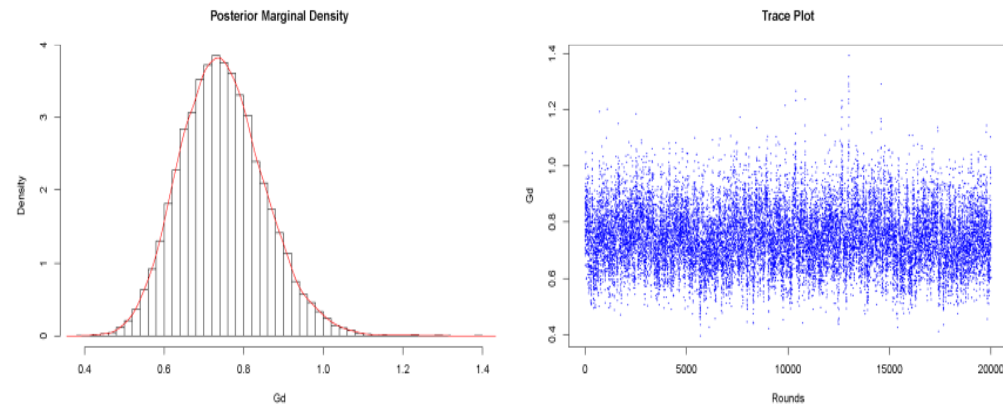 Posterior Marginal Density
Density
0
1
2
3
4
0.4 0.6 0.8 1.0 1.2 1.4
Gd
Trace Plot
Gd
0.4
0.6
0.8
1.0
1.2
1.4
0 5000 10000 15000 20000
Rounds